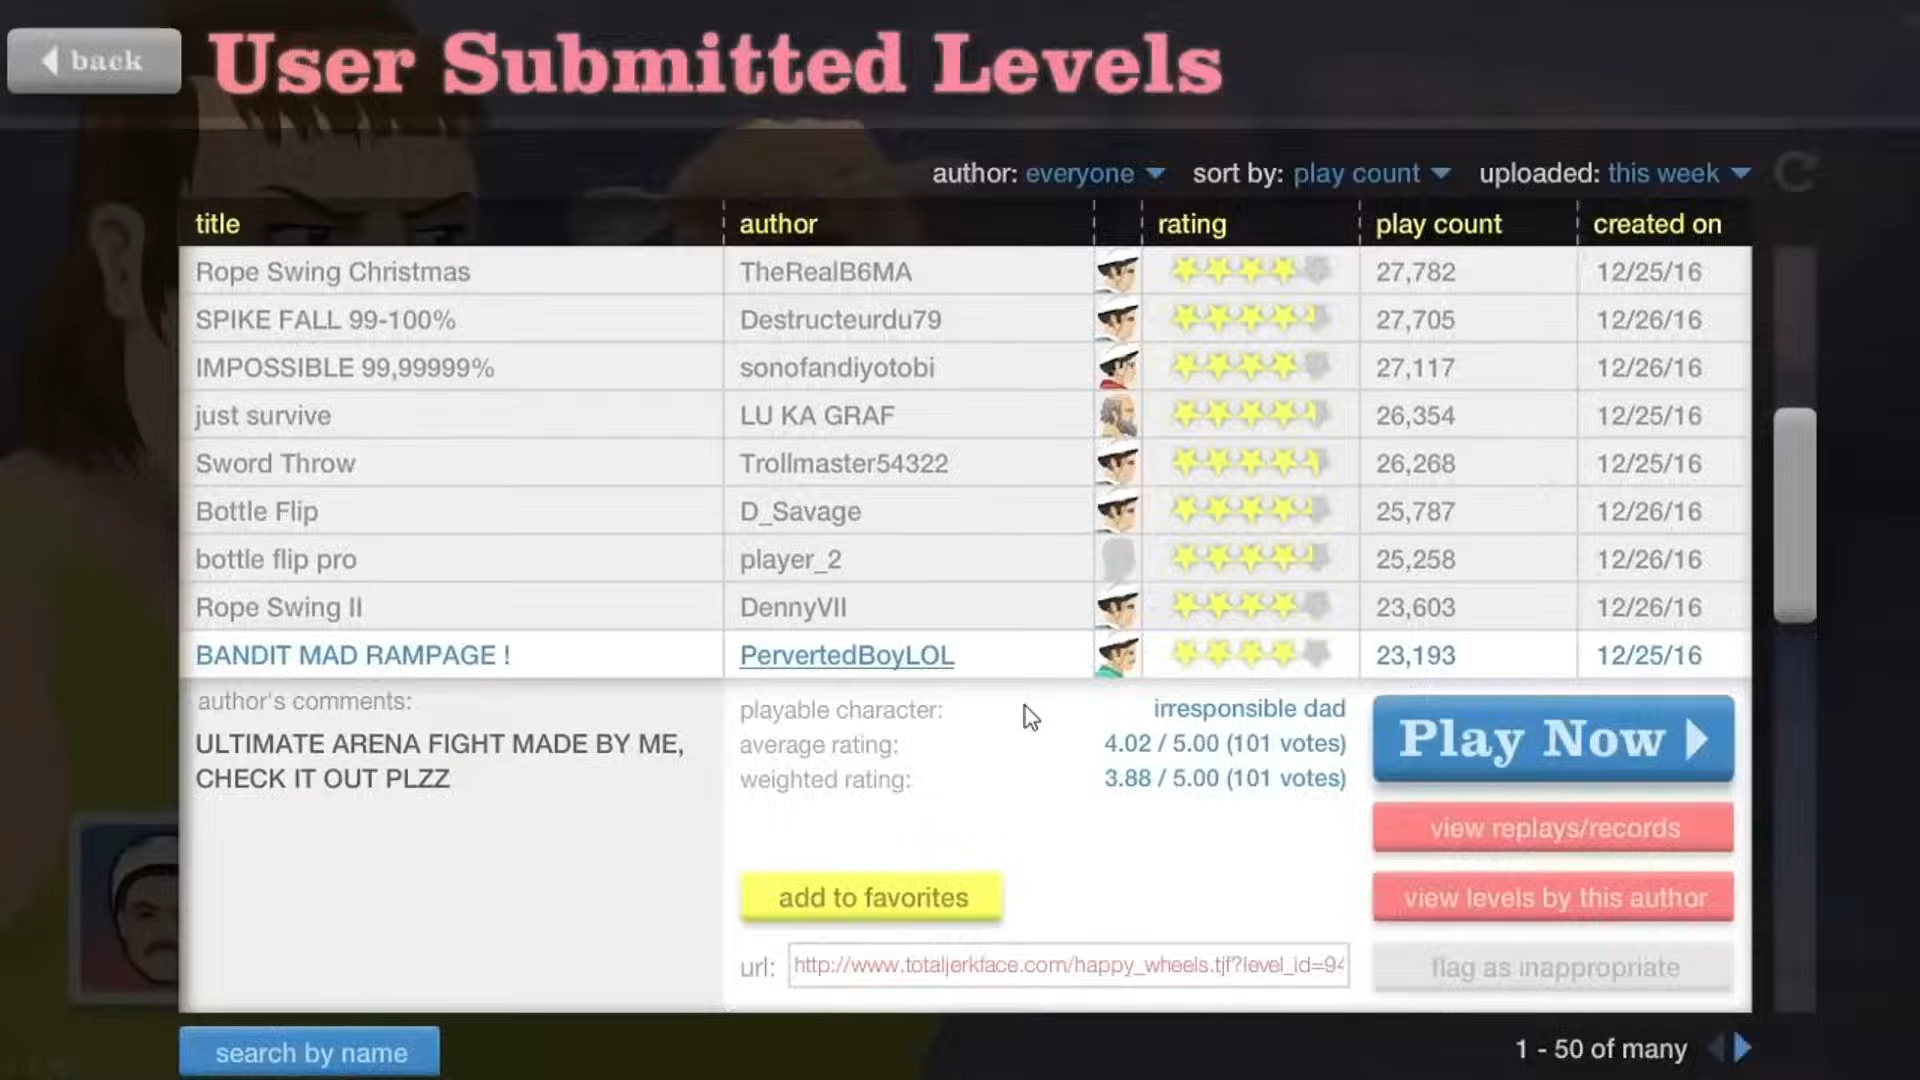 back
User Submitted Levels
author: everyone sort by: play count uploaded: this week
title author rating play count created on
Rope Swing Christmas TheRealB6MA 27,782 12/25/16
SPIKE FALL 99-100% Destructeurdu79 27,705 12/26/16
IMPOSSIBLE 99,99999% sonofandiyotobi 27,117 12/26/16
just survive LU KA GRAF 26,354 12/25/16
Sword Throw Trollmaster54322 26,268 12/25/16
Bottle Flip D_Savage 25,787 12/26/16
bottle flip pro player_2 25,258 12/26/16
Rope Swing II DennyVII 23,603 12/26/16
BANDIT MAD RAMPAGE ! PervertedBoyLOL 23,193 12/25/16
author's comments:
ULTIMATE ARENA FIGHT MADE BY ME,
CHECK IT OUT PLZZ
playable character: irresponsible dad
average rating: 4.02 / 5.00 (101 votes)
weighted rating: 3.88 / 5.00 (101 votes)
add to favorites
url: http://www.totaljerkface.com/happy_wheels.tjf?level_id=94
Play Now
view replays/records
view levels by this author
flag as inappropriate
search by name
1 - 50 of many